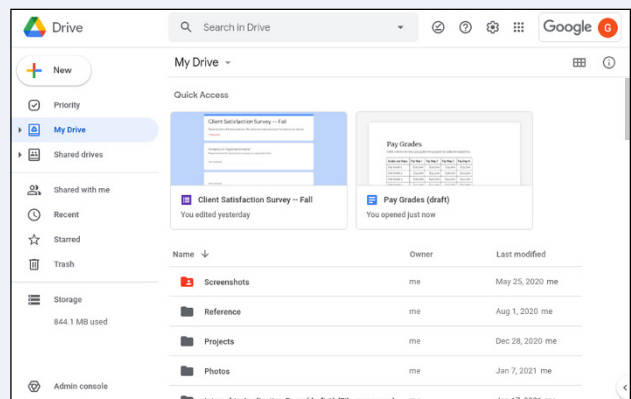 Drive
Search in Drive
Google G
New
My Drive
Priority
My Drive
Shared drives
Shared with me
Recent
Starred
Trash
Storage
844.1 MB used
Admin console
Quick Access
Client Satisfaction Survey -- Fall
Client Satisfaction Survey -- Fall
You edited yesterday
Pay Grades
Pay Grades (draft)
You opened just now
Name Owner Last modified
Screenshots me May 25, 2020 me
Reference me Aug 1, 2020 me
Projects me Dec 28, 2020 me
Photos me Jan 7, 2021 me